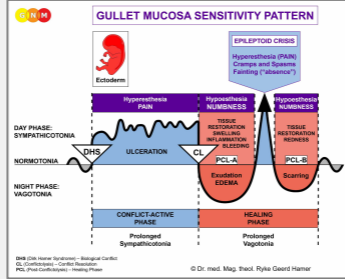 GNM
GULLET MUCOSA SENSITIVITY PATTERN
EPILEPTOID CRISIS
Hyperesthesia (PAIN)
Cramps and Spasms
Fainting ("absence")
Ectoderm
Hyperesthesia
PAIN
Hypoesthesia
NUMBNESS
Hypoesthesia
NUMBNESS
DAY PHASE:
SYMPATHICOTONIA
TISSUE
RESTORATION
SWELLING
INFLAMMATION
BLEEDING
TISSUE
RESTORATION
REDNESS
NORMOTONIA
DHS
ULCERATION
CL
PCL-A
PCL-B
NIGHT PHASE:
VAGOTONIA
Exudation
EDEMA
Scarring
CONFLICT-ACTIVE
PHASE
HEALING
PHASE
Prolonged
Sympathicotonia
Prolonged
Vagotonia
DHS (Dirk Hamer Syndrome) – Biological Conflict
CL (Conflictolysis) – Conflict Resolution
PCL (Post-Conflictolysis) – Healing Phase
© Dr. med. Mag. theol. Ryke Geerd Hamer